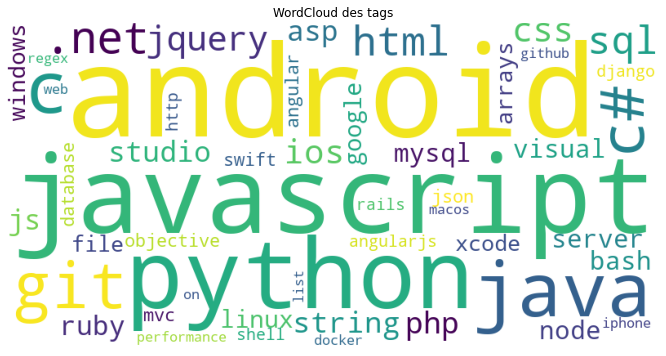 WordCloud des tags
windows
.net
jquery
asp
html
css
sql
regex
web
c
android
http
angular
google
arrays
github
django
c#
database
studio
swift
ios
mysql
visual
javascript
js
rails
json
macos
file
objective
angularjs
xcode
server
bash
git
python
on
list
java
ruby
mvc
performance
linux
shell
string
docker
php
node
iphone